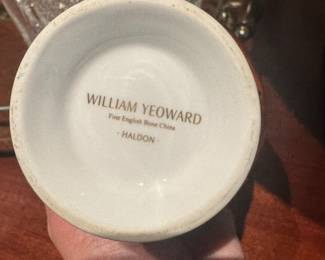 WILLIAM YEOWARD
Fine English Bone China
· HALDON ·